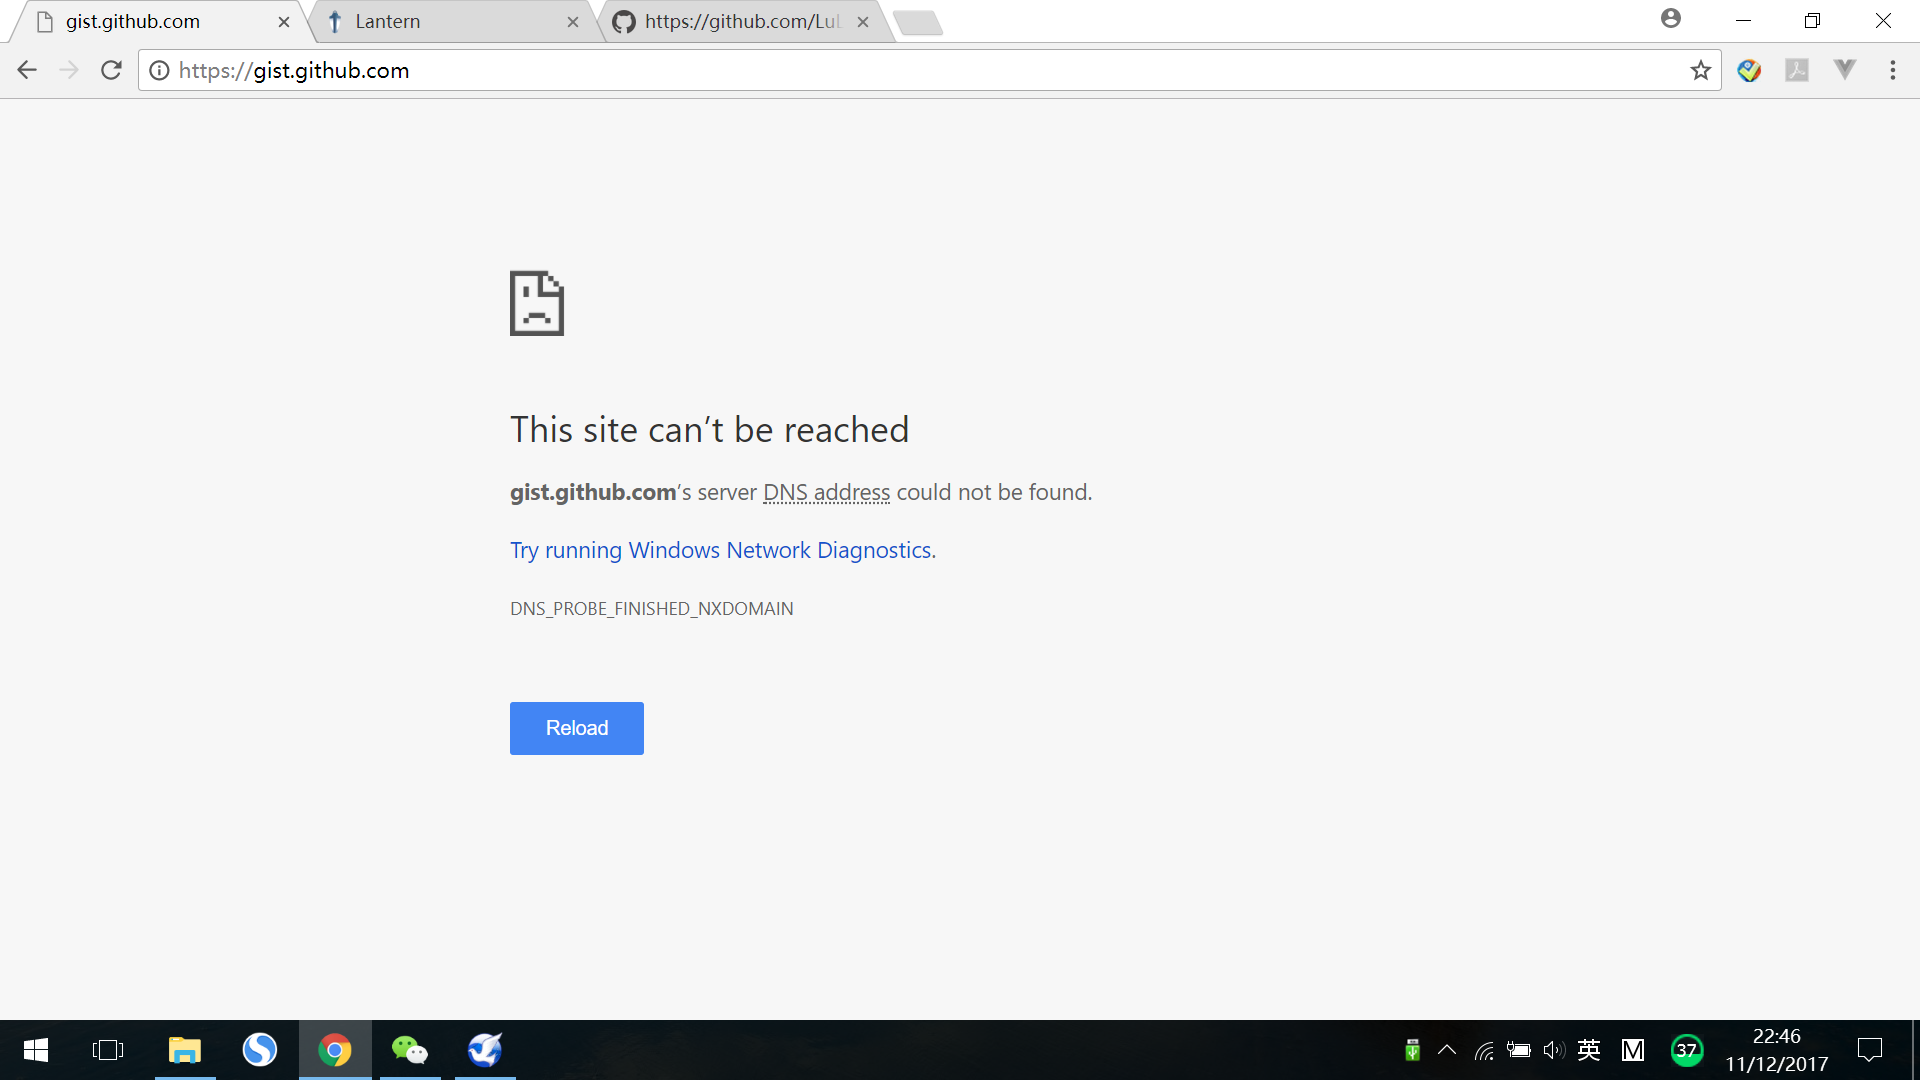 gist.github.com
Lantern
https://github.com/Lul
https://gist.github.com
This site can’t be reached
gist.github.com’s server DNS address could not be found.
Try running Windows Network Diagnostics.
DNS_PROBE_FINISHED_NXDOMAIN
Reload
英
M
37
22:46
11/12/2017